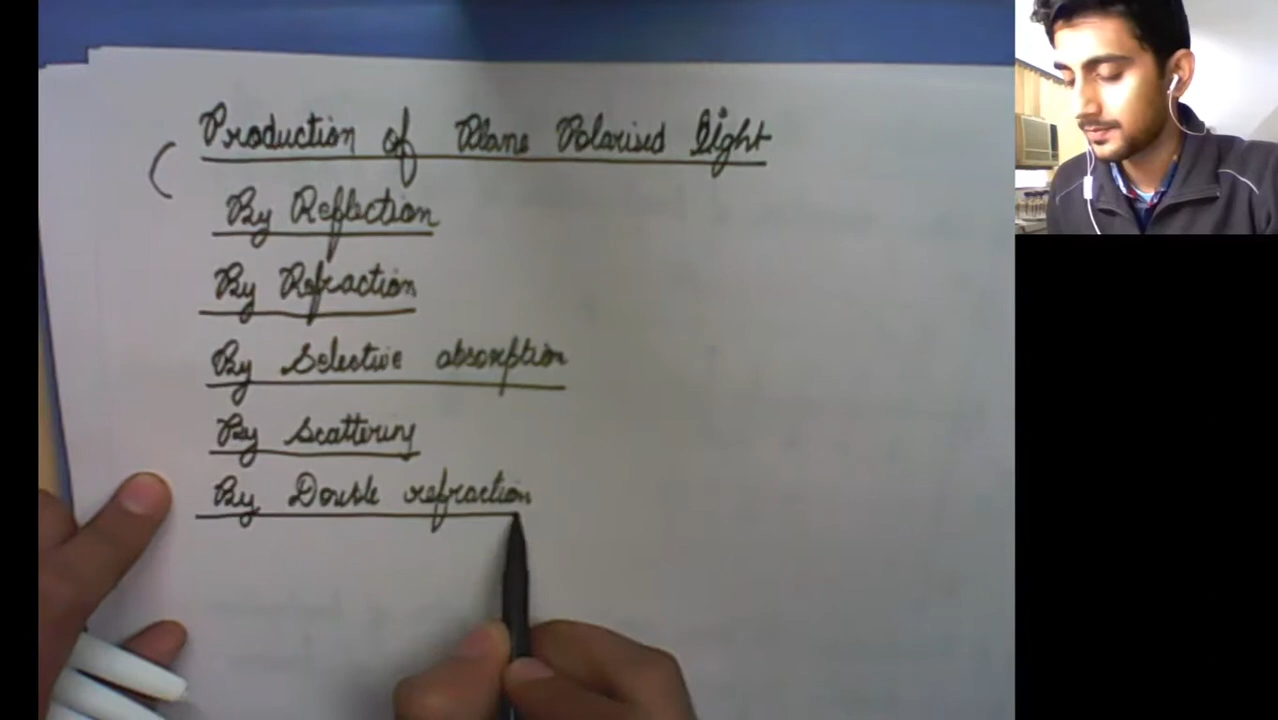 Production of Plane Polarised Light
By Reflection
By Refraction
By Selective absorption
By Scattering
By Double refraction